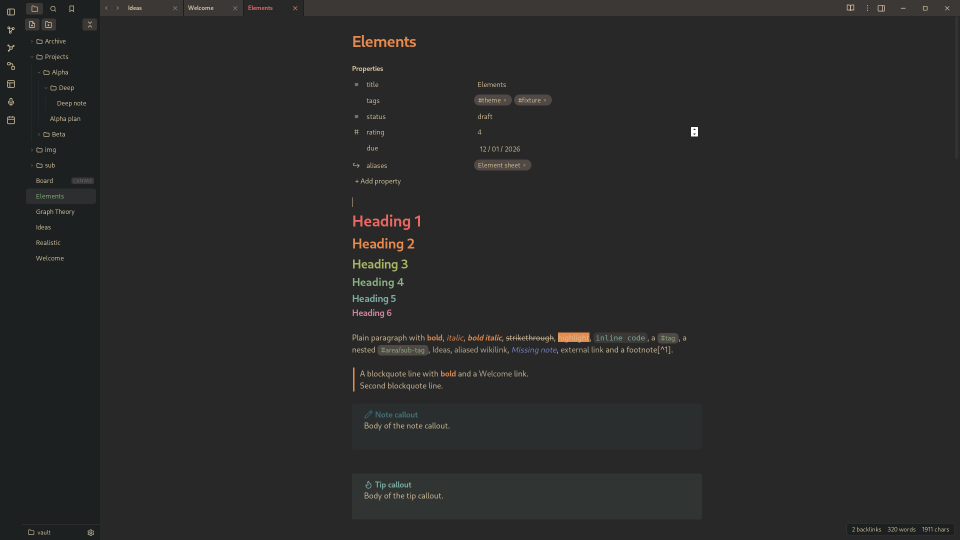 Ideas
Welcome
Elements
Archive
Projects
Alpha
Deep
Deep note
Alpha plan
Beta
img
sub
Board
Elements
Graph Theory
Ideas
Realistic
Welcome
vault
Elements
Properties
title Elements
tags #theme × #fixture ×
status draft
# rating 4
due 12/01/2026
aliases Element sheet ×
+ Add property
Heading 1
Heading 2
Heading 3
Heading 4
Heading 5
Heading 6
Plain paragraph with bold, italic, bold italic, strikethrough, highlight, inline code, a #tag, a
nested #area/sub-tag, Ideas, aliased wikilink, Missing note, external link and a footnote[^1].
A blockquote line with bold and a Welcome link.
Second blockquote line.
Note callout
Body of the note callout.
Tip callout
Body of the tip callout.
2 backlinks 320 words 1911 chars